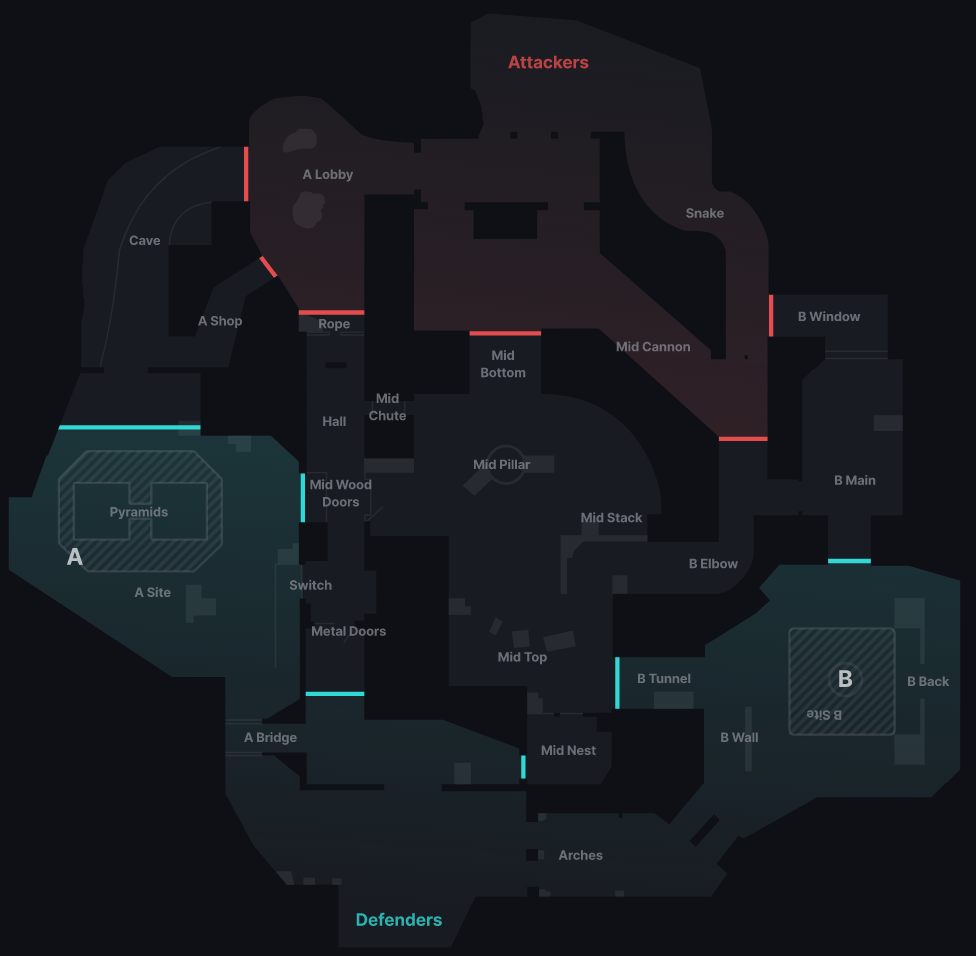 Attackers
A Lobby
Snake
Cave
B Window
A Shop
Rope
Mid Cannon
Mid
Bottom
Mid
Chute
Hall
Mid Pillar
B Main
Mid Wood
Doors
Pyramids
Mid Stack
A
B Elbow
Switch
A Site
Metal Doors
Mid Top
B Tunnel
B
B Back
B Site
A Bridge
B Wall
Mid Nest
Arches
Defenders